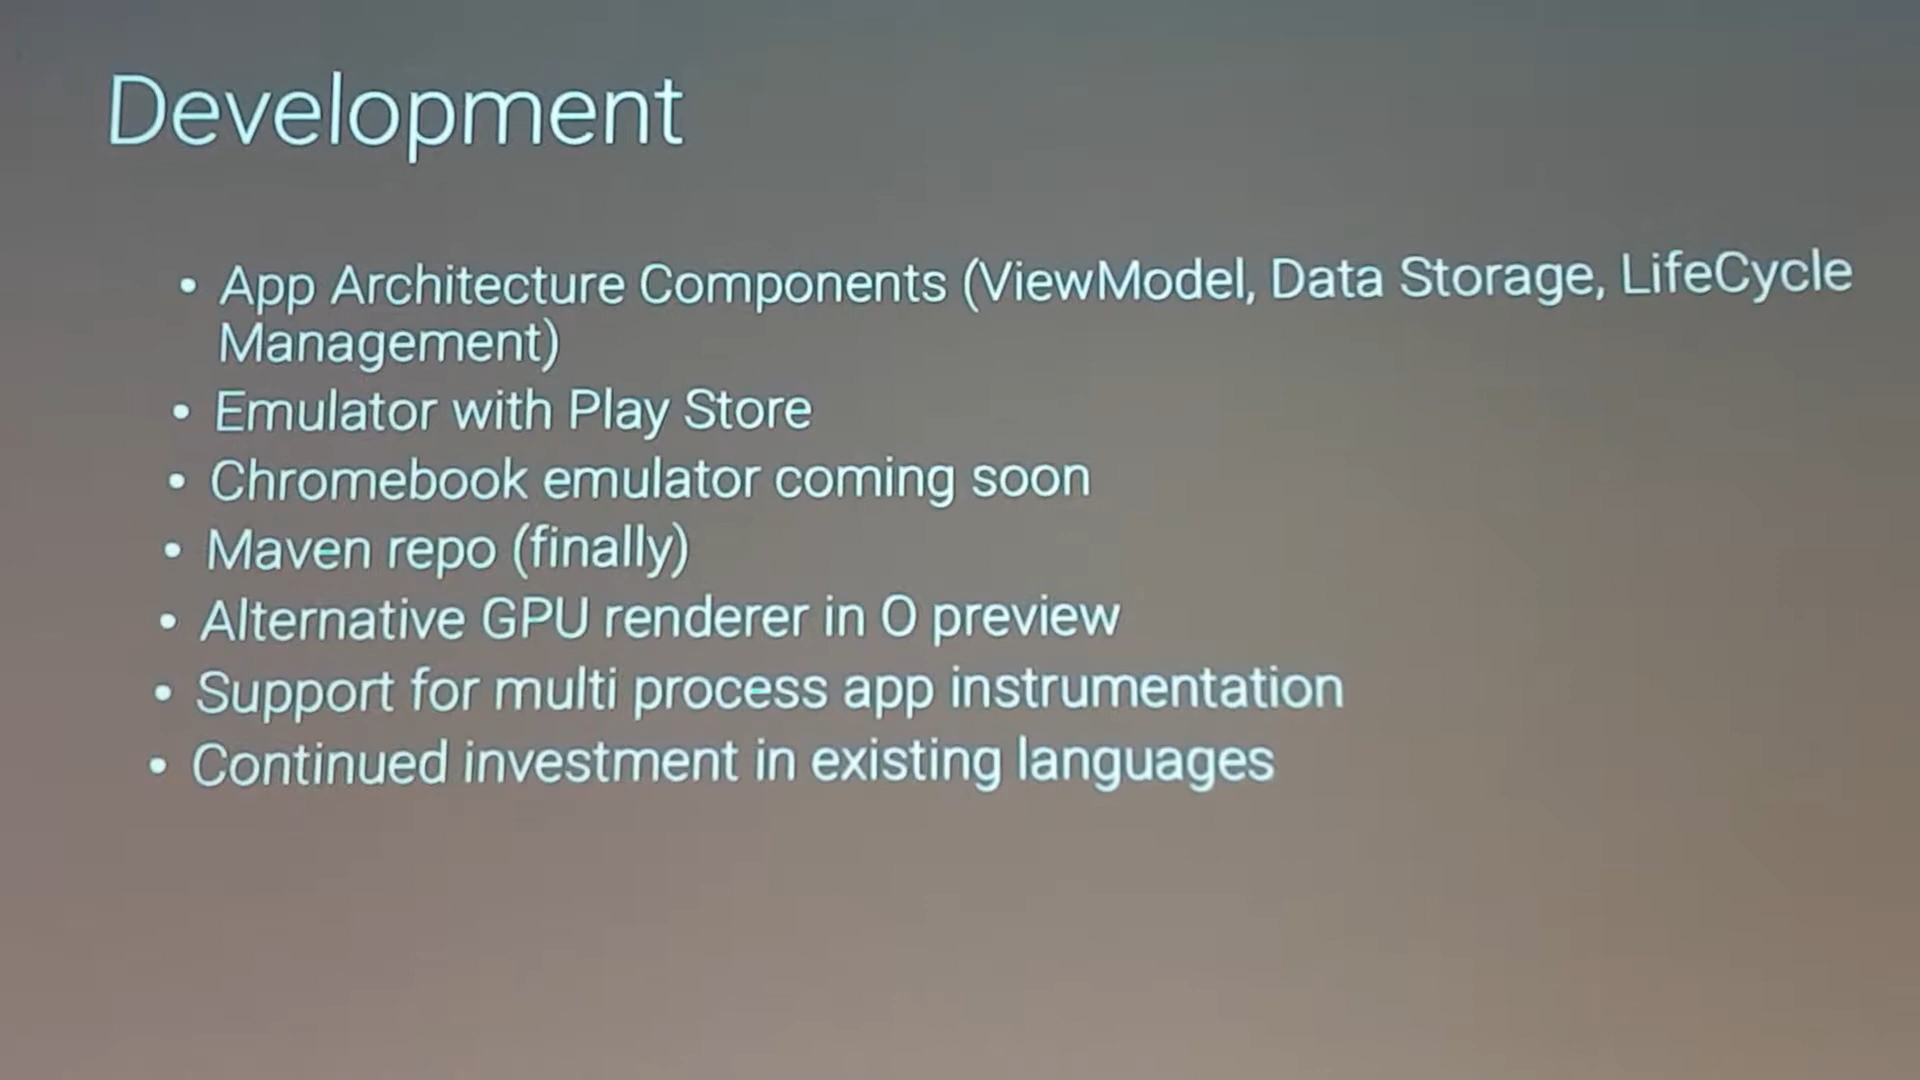 Development
• App Architecture Components (ViewModel, Data Storage, LifeCycle
Management)
• Emulator with Play Store
• Chromebook emulator coming soon
• Maven repo (finally)
• Alternative GPU renderer in O preview
• Support for multi process app instrumentation
• Continued investment in existing languages